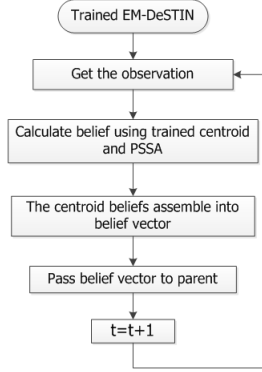 Trained EM-DeSTIN
Get the observation
Calculate belief using trained centroid
and PSSA
The centroid beliefs assemble into
belief vector
Pass belief vector to parent
t=t+1